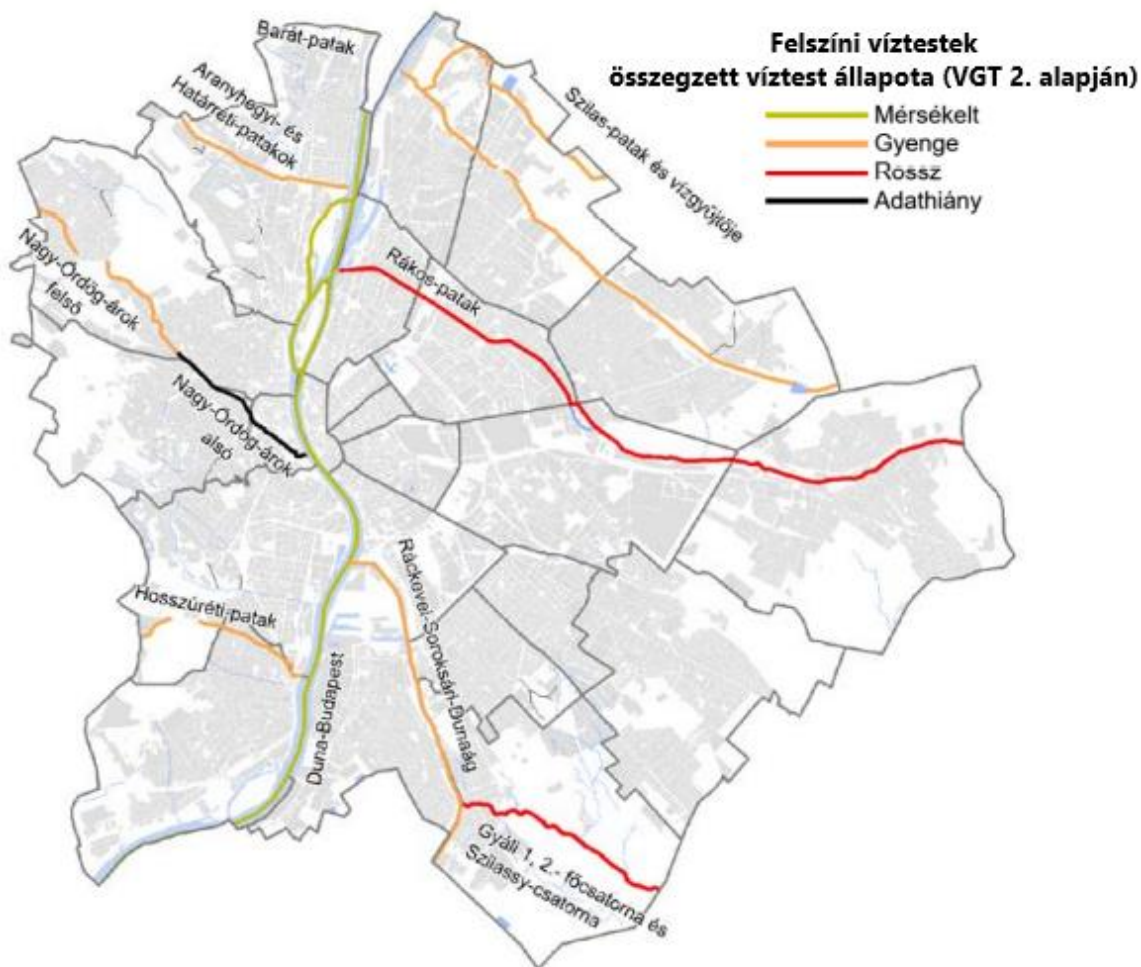 Felszíni víztestek
összegzett víztest állapota (VGT 2. alapján)
Mérsékelt
Gyenge
Rossz
Adathiány
Barát-patak
Aranyhegyi- és
Határréti-patakok
Szilas-patak és vízgyűjtője
Nagy-Ördög-árok
felső
Rákos-patak
Nagy-Ördög-árok
alsó
Hosszúréti-patak
Ráckevei-Soroksári-Dunaág
Duna-Budapest
Gyáli 1, 2.- főcsatorna és
Szilassy-csatorna